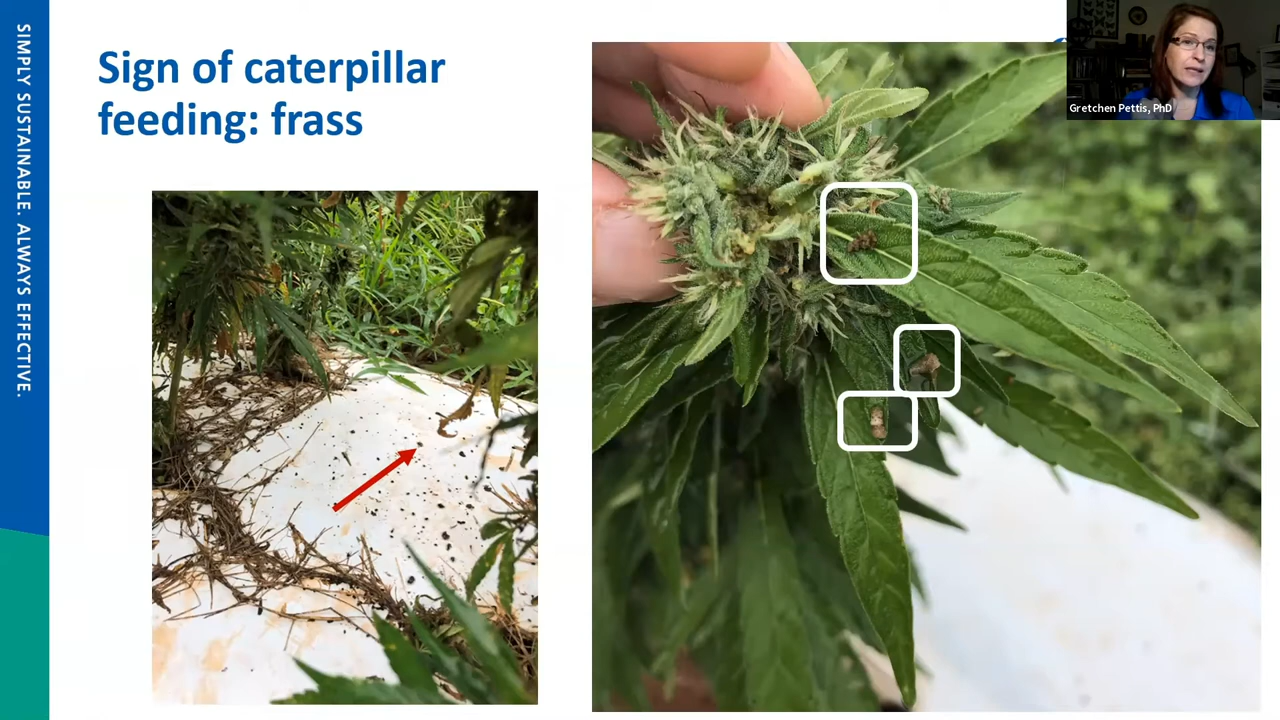 SIMPLY SUSTAINABLE. ALWAYS EFFECTIVE.
Sign of caterpillar
feeding: frass
Gretchen Pettis, PhD